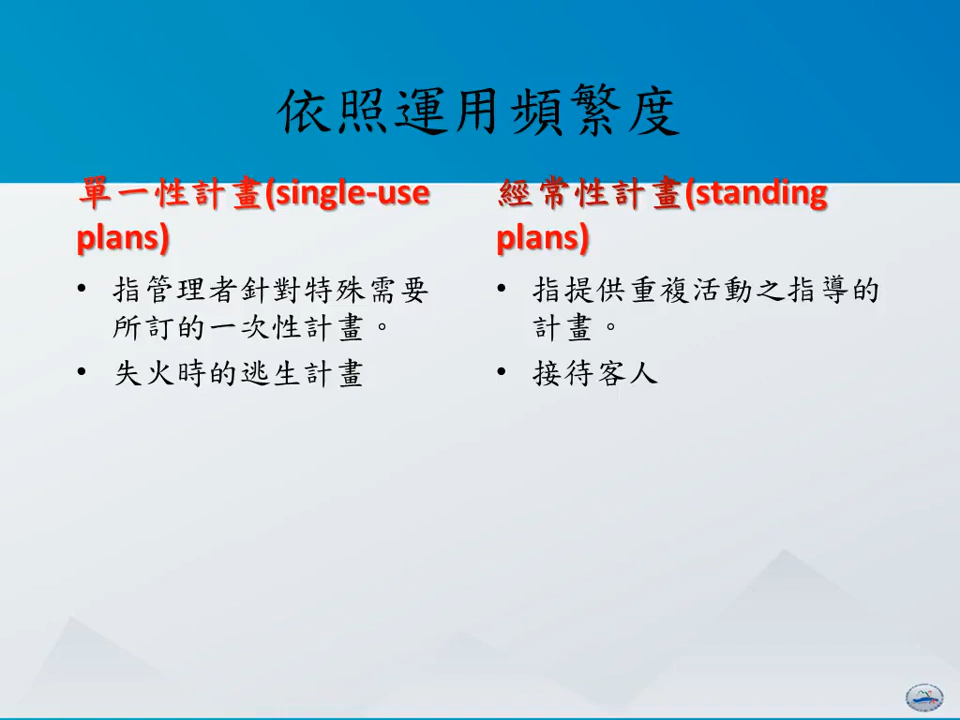 依照運用頻繁度
單一性計畫(single-use
plans)
• 指管理者針對特殊需要
所訂的一次性計畫。
• 失火時的逃生計畫
經常性計畫(standing
plans)
• 指提供重複活動之指導的
計畫。
• 接待客人